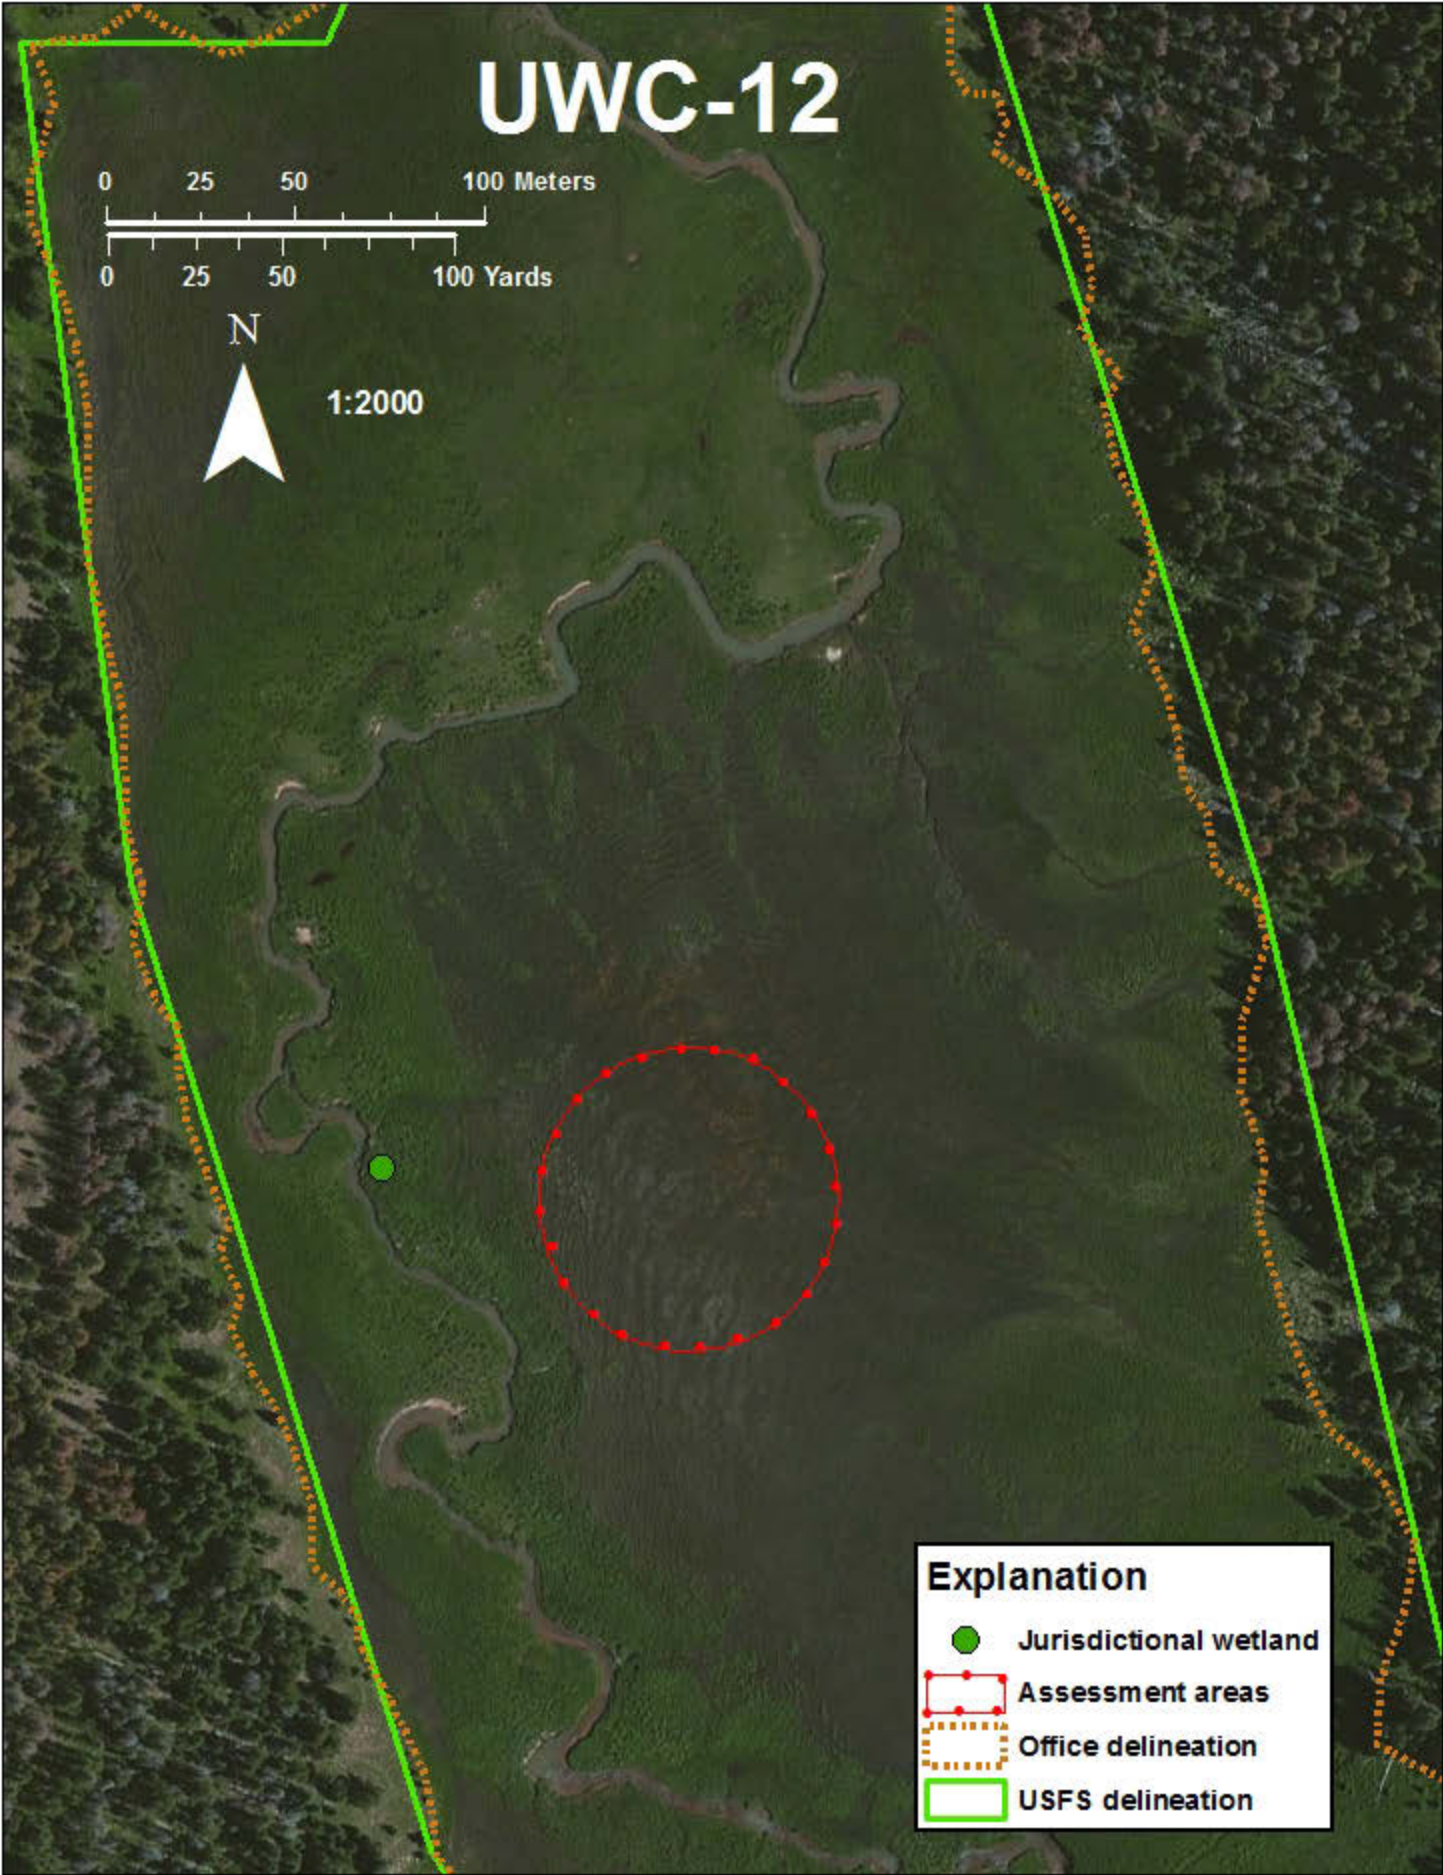 UWC-12
0 25 50 100 Meters
0 25 50 100 Yards
N
1:2000
Explanation
Jurisdictional wetland
Assessment areas
Office delineation
USFS delineation